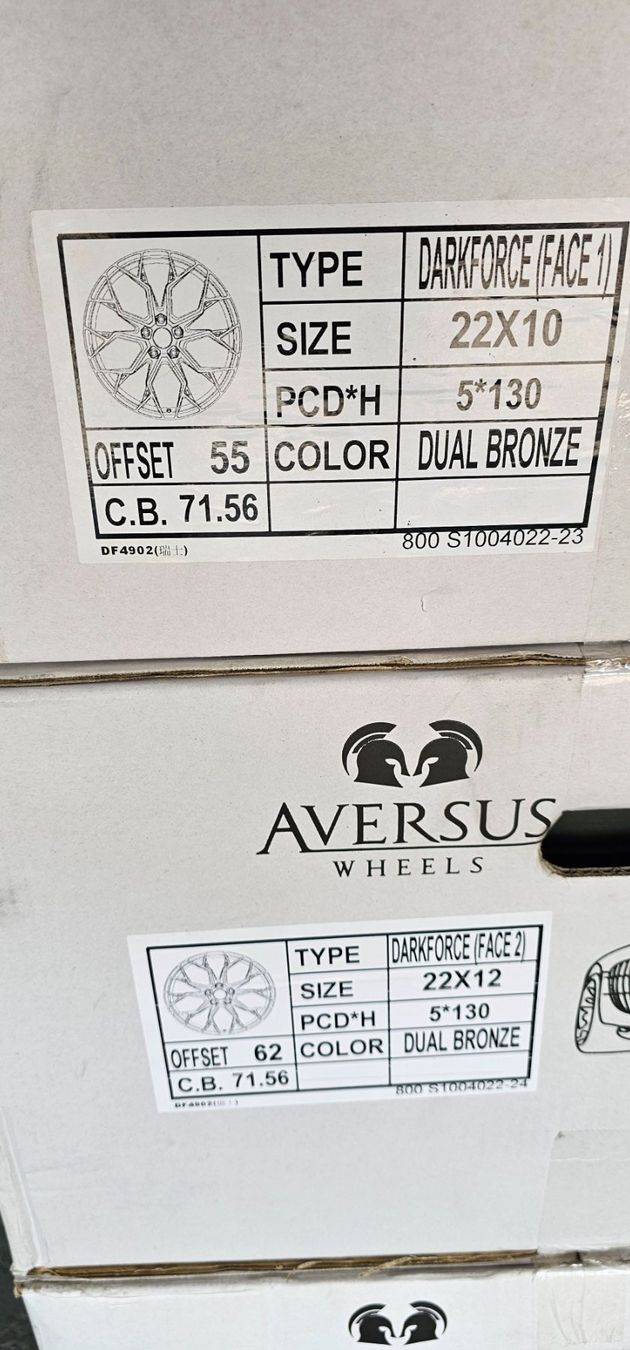 TYPE DARKFORCE (FACE 1)
SIZE 22X10
PCD*H 5*130
OFFSET 55 COLOR DUAL BRONZE
C.B. 71.56
DF4902(瑞士) 800 S1004022-23
AVERSUS
WHEELS
TYPE DARKFORCE (FACE 2)
SIZE 22X12
PCD*H 5*130
OFFSET 62 COLOR DUAL BRONZE
C.B. 71.56
DF4902 800 S1004022-24